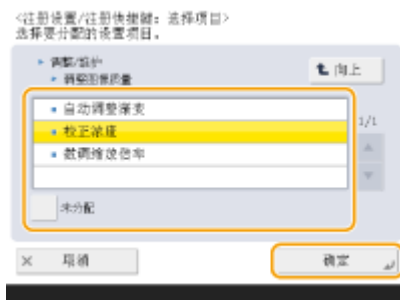 <注册设置/注册快捷键：选择项目>
选择要分配的设置项目。
调整/维护
调整图像质量
向上
自动调整渐变
校正浓度
微调缩放倍率
1/1
未分配
× 取消
确定